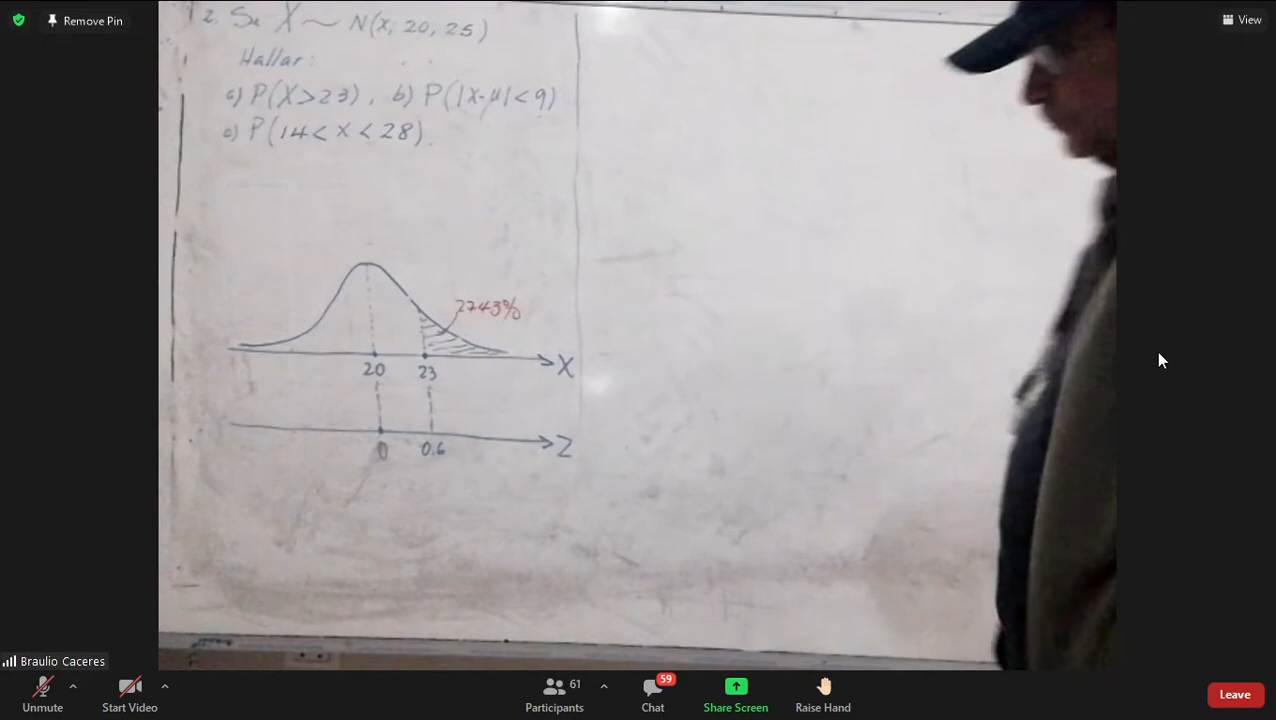 Remove Pin
View
2. Si X ~ N(x; 20, 25)
Hallar:
a) P(X>23), b) P(|X-μ|<9)
c) P(14<x<28).
27.43%
20 23 X
0 0.6 Z
Braulio Caceres
61
59
Unmute
Start Video
Participants
Chat
Share Screen
Raise Hand
Leave